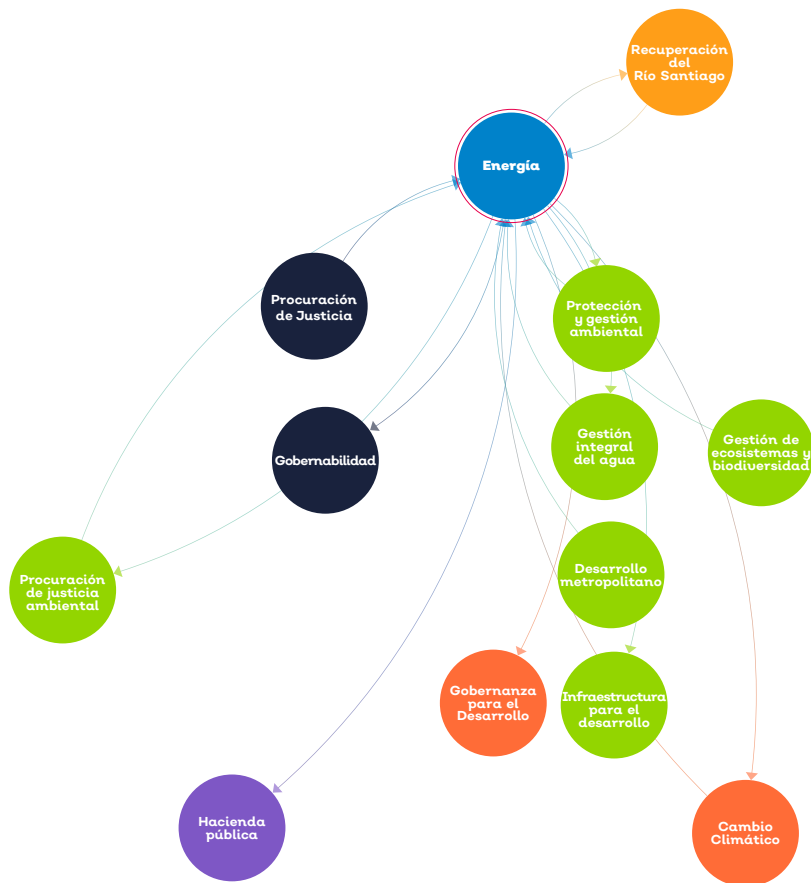 Recuperación
del
Río Santiago
Energía
Procuración
de Justicia
Protección
y gestión
ambiental
Gestión
integral
del agua
Gestión de
ecosistemas y
biodiversidad
Gobernabilidad
Procuración
de justicia
ambiental
Desarrollo
metropolitano
Gobernanza
para el
Desarrollo
Infraestructura
para el
desarrollo
Hacienda
pública
Cambio
Climático